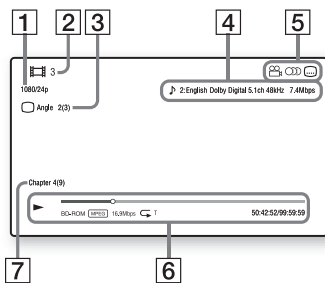 1 2 3 4 5
3
1080/24p
2:English Dolby Digital 5.1ch 48kHz 7.4Mbps
Angle 2(3)
Chapter 4(9)
BD-ROM MPEG 16.9Mbps T 50:42:52/99:59:59
7 6